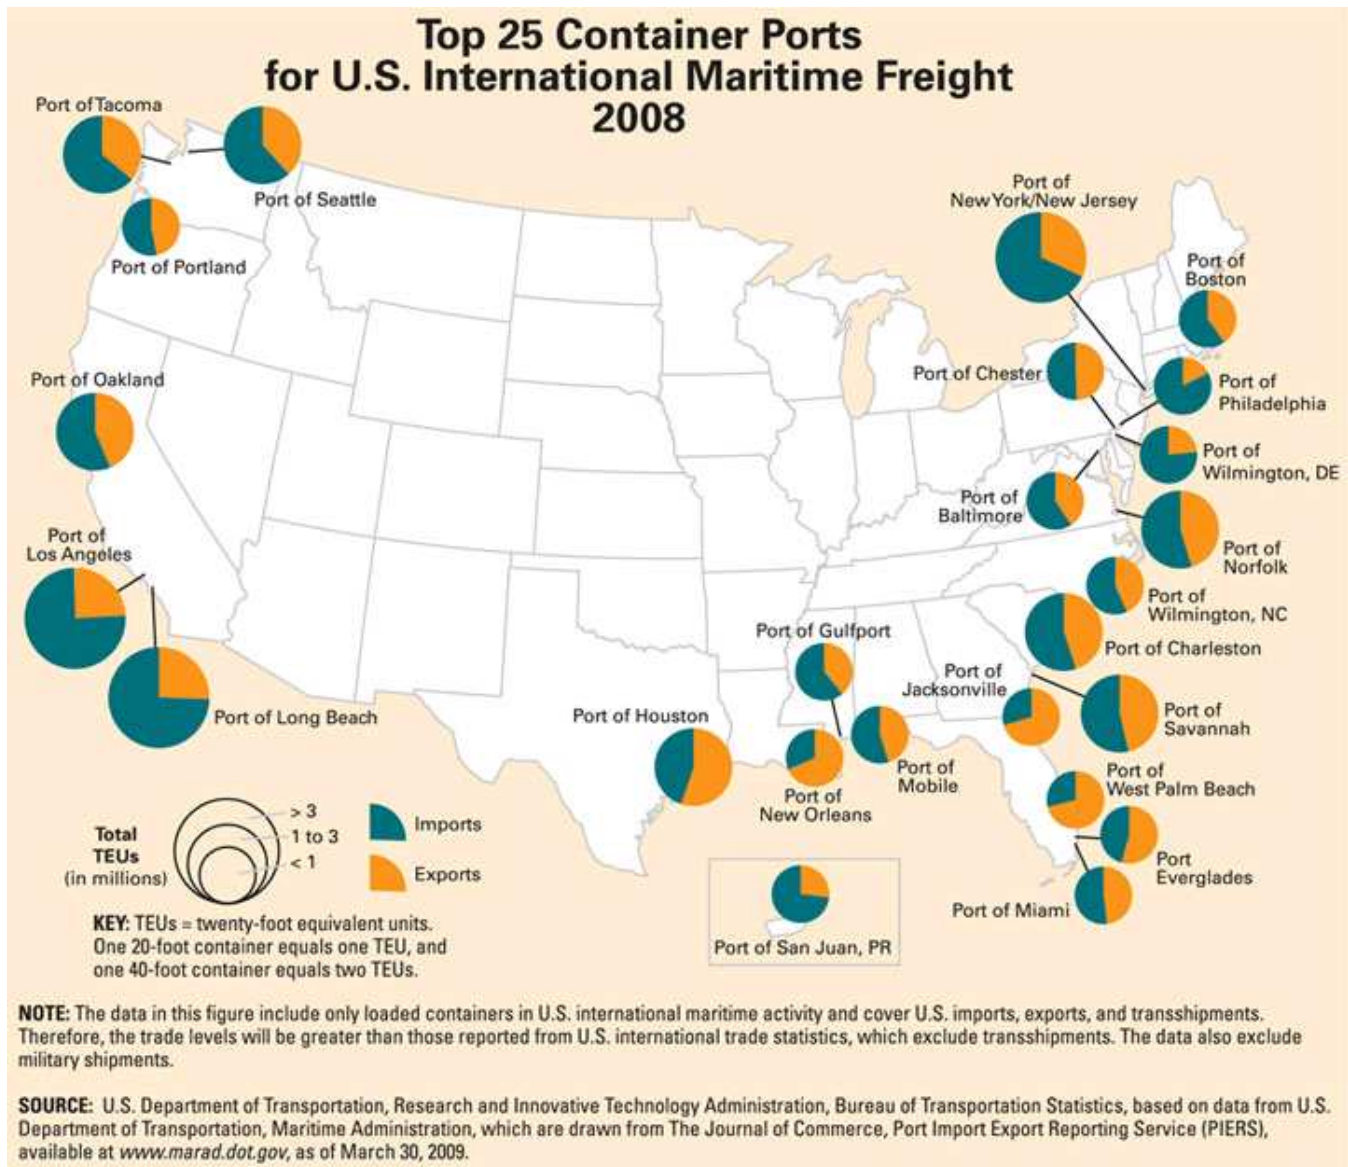 Top 25 Container Ports
for U.S. International Maritime Freight
2008
Port of Tacoma
Port of Seattle
Port of Portland
Port of
New York/New Jersey
Port of
Boston
Port of Oakland
Port of Chester
Port of
Philadelphia
Port of
Wilmington, DE
Port of
Baltimore
Port of
Los Angeles
Port of
Norfolk
Port of
Wilmington, NC
Port of Gulfport
Port of Charleston
Port of
Jacksonville
Port of Long Beach
Port of Houston
Port of
Savannah
Port of
Mobile
Port of
West Palm Beach
Port of
New Orleans
Port
Everglades
Port of Miami
Port of San Juan, PR
Total
TEUs
(in millions)
> 3
1 to 3
< 1
Imports
Exports
KEY: TEUs = twenty-foot equivalent units.
One 20-foot container equals one TEU, and
one 40-foot container equals two TEUs.
NOTE: The data in this figure include only loaded containers in U.S. international maritime activity and cover U.S. imports, exports, and transshipments.
Therefore, the trade levels will be greater than those reported from U.S. international trade statistics, which exclude transshipments. The data also exclude
military shipments.
SOURCE: U.S. Department of Transportation, Research and Innovative Technology Administration, Bureau of Transportation Statistics, based on data from U.S.
Department of Transportation, Maritime Administration, which are drawn from The Journal of Commerce, Port Import Export Reporting Service (PIERS),
available at www.marad.dot.gov, as of March 30, 2009.